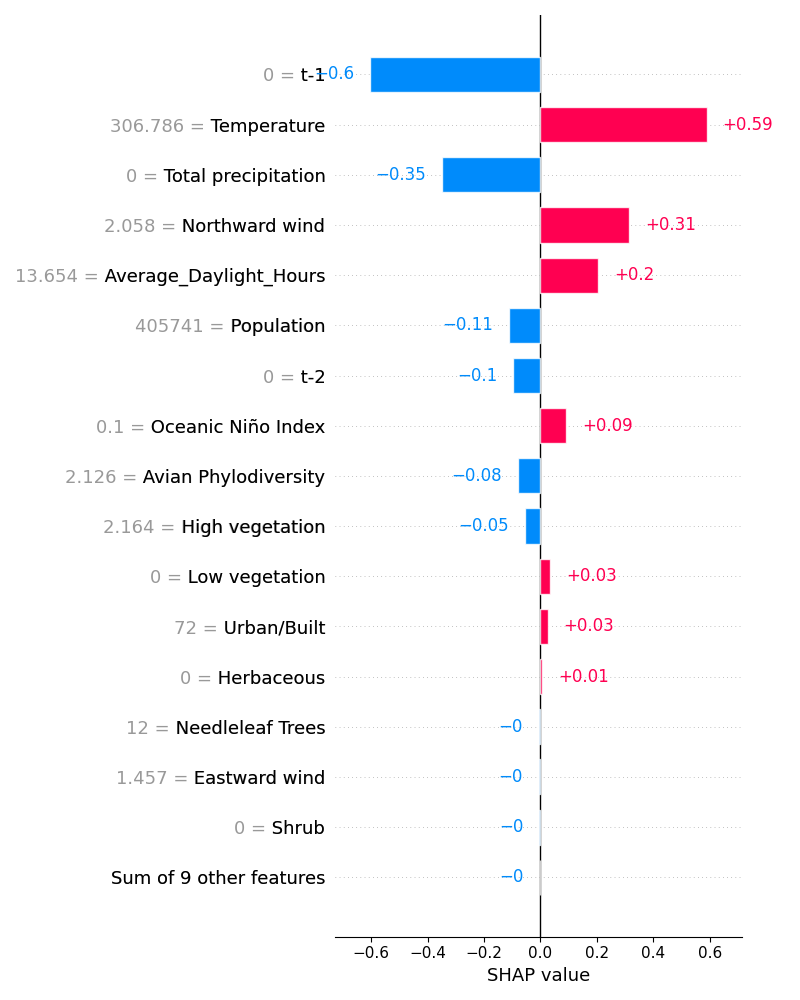 0 = t-1 −0.6
306.786 = Temperature +0.59
0 = Total precipitation −0.35
2.058 = Northward wind +0.31
13.654 = Average_Daylight_Hours +0.2
405741 = Population −0.11
0 = t-2 −0.1
0.1 = Oceanic Niño Index +0.09
2.126 = Avian Phylodiversity −0.08
2.164 = High vegetation −0.05
0 = Low vegetation +0.03
72 = Urban/Built +0.03
0 = Herbaceous +0.01
12 = Needleleaf Trees −0
1.457 = Eastward wind −0
0 = Shrub −0
Sum of 9 other features −0
−0.6 −0.4 −0.2 0.0 0.2 0.4 0.6
SHAP value